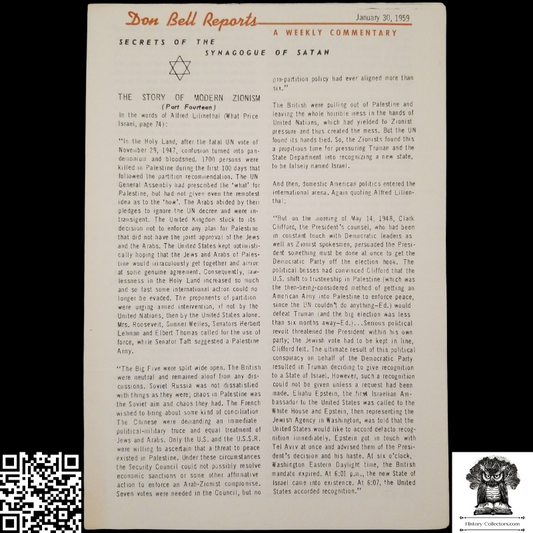 Don Bell Reports
January 30, 1959
A WEEKLY COMMENTARY
SECRETS OF THE
SYNAGOGUE OF SATAN
THE STORY OF MODERN ZIONISM
(Part Fourteen)
In the words of Alfred Lilienthal (What Price
Israel, page 74):
"In the Holy Land, after the fatal UN vote of
November 29, 1947, confusion turned into pan-
demonium and bloodshed. 1700 persons were
killed in Palestine during the first 100 days that
followed the partition recommendation. The UN
General Assembly had prescribed the 'what' for
Palestine, but had not given even the remotest
idea as to the 'how'. The Arabs abided by their
pledges to ignore the UN decree and were in-
transigent. The United Kingdom stuck to its
decision not to enforce any plan for Palestine
that did not have the joint approval of the Jews
and the Arabs. The United States kept optimisti-
cally hoping that the Jews and Arabs of Pales-
tine would miraculously get together and arrive
at some genuine agreement. Consequently, law-
lessness in the Holy Land increased so much
and so fast some international action could no
longer be evaded. The proponents of partition
were urging armed intervention, if not by the
United Nations, then by the United States alone.
Mrs. Roosevelt, Sumner Welles, Senators Herbert
Lehman and Elbert Thomas called for the use of
force, while Senator Taft suggested a Palestine
Army.
"The Big Five were split wide open. The British
were neutral and remained aloof from any dis-
cussions. Soviet Russia was not dissatisfied
with things as they were; chaos in Palestine was
the Soviet aim and chaos they had. The French
wished to bring about some kind of conciliation
The Chinese were demanding an immediate
political-military truce and equal treatment of
Jews and Arabs. Only the U.S. and the U.S.S.R.
were willing to ascertain that a threat to peace
existed in Palestine. Under these circumstances
the Security Council could not possibly resolve
economic sanctions or some other affirmative
action to enforce an Arab-Zionist compromise.
Seven votes were needed in the Council, but no
pro-partition policy had ever aligned more than
six."
The British were pulling out of Palestine and
leaving the whole horrible mess in the hands of
United Nations, which had yielded to Zionist
pressure and thus created the mess. But the UN
found its hands tied. So, the Zionists found this
a propitious time for pressuring Truman and the
State Department into recognizing a new state,
to be falsely named Israel.
And then, domestic American politics entered the
international arena. Again quoting Alfred Lilien-
thal:
"But on the morning of May 14, 1948, Clark
Clifford, the President's counsel, who had been
in constant touch with Democratic leaders as
well as Zionist spokesmen, persuaded the Presi-
dent something must be done at once to get the
Democratic Party off the election hook. The
political bosses had convinced Clifford that the
U.S. shift to trusteeship in Palestine (which was
the then-being-considered method of getting an
American Army into Palestine to enforce peace,
since the UN couldn't do anything—Ed.) would
defeat Truman (and the big election was less
than six months away—Ed.)...Serious political
revolt threatened the President within his own
party; the Jewish vote had to be kept in line,
Clifford felt. The ultimate result of this political
conspiracy on behalf of the Democratic Party
resulted in Truman deciding to give recognition
to a State of Israel. However, such a recognition
could not be given unless a request had been
made. Eliahu Epstein, the first Israelian Am-
bassador to the United States was called to the
White House and Epstein, then representing the
Jewish Agency in Washington, was told that the
United States would like to accord defacto recog-
nition immediately. Epstein got in touch with
Tel Aviv at once and advised them of the Presi-
dent's decision and his haste. At six o'clock,
Washington Eastern Daylight time, the British
mandate expired. At 6:01 p.m., the new State of
Israel came into existence. At 6:07, the United
States accorded recognition."
History Collectors.com